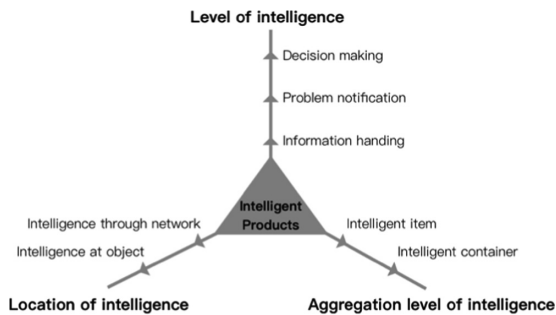 Level of intelligence
Decision making
Problem notification
Information handing
Intelligent
Products
Intelligence through network
Intelligent item
Intelligence at object
Intelligent container
Location of intelligence
Aggregation level of intelligence